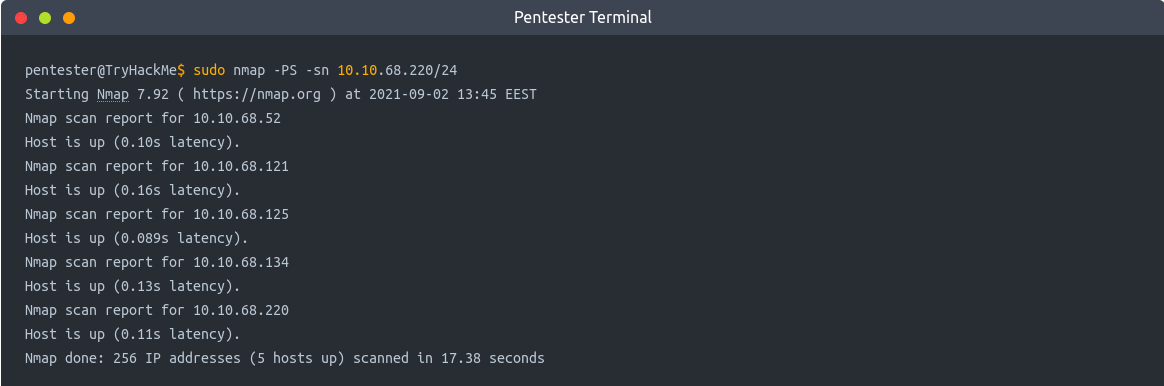 Pentester Terminal
pentester@TryHackMe$ sudo nmap -PS -sn 10.10.68.220/24
Starting Nmap 7.92 ( https://nmap.org ) at 2021-09-02 13:45 EEST
Nmap scan report for 10.10.68.52
Host is up (0.10s latency).
Nmap scan report for 10.10.68.121
Host is up (0.16s latency).
Nmap scan report for 10.10.68.125
Host is up (0.089s latency).
Nmap scan report for 10.10.68.134
Host is up (0.13s latency).
Nmap scan report for 10.10.68.220
Host is up (0.11s latency).
Nmap done: 256 IP addresses (5 hosts up) scanned in 17.38 seconds